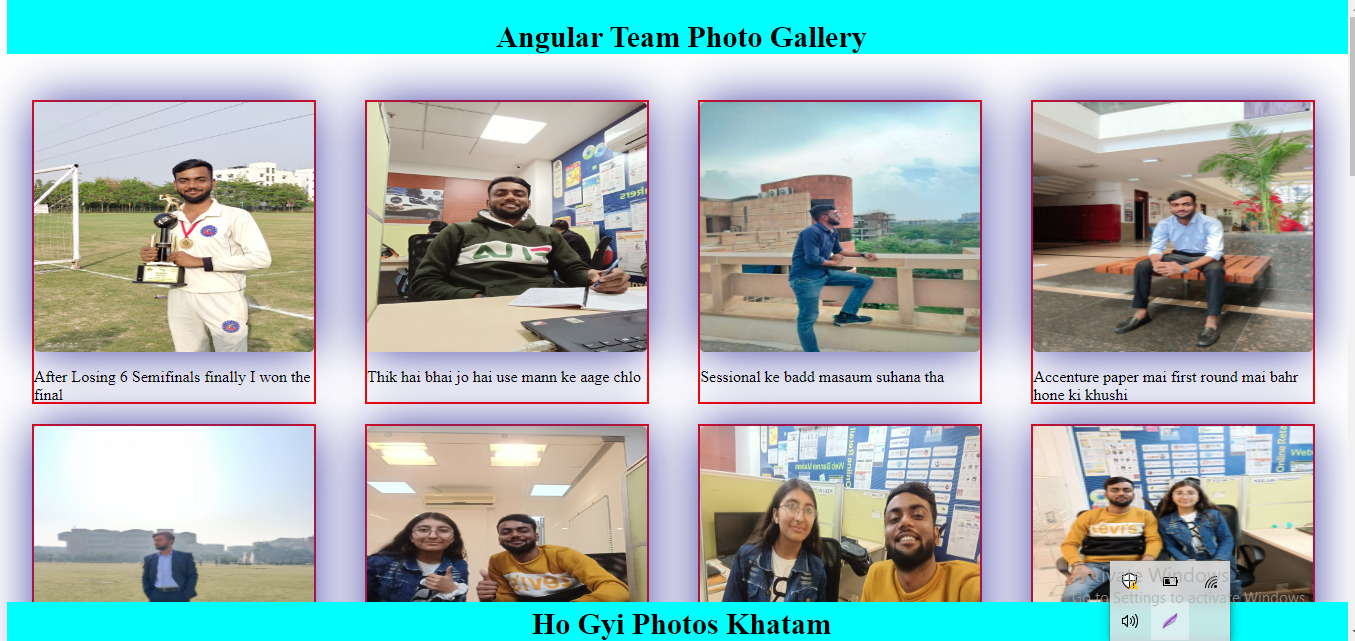 Angular Team Photo Gallery
After Losing 6 Semifinals finally I won the
final
Thik hai bhai jo hai use mann ke aage chlo
Sessional ke badd masaum suhana tha
Accenture paper mai first round mai bahr
hone ki khushi
Levi's
Activate Windows
Go to Settings to activate Windows.
Ho Gyi Photos Khatam